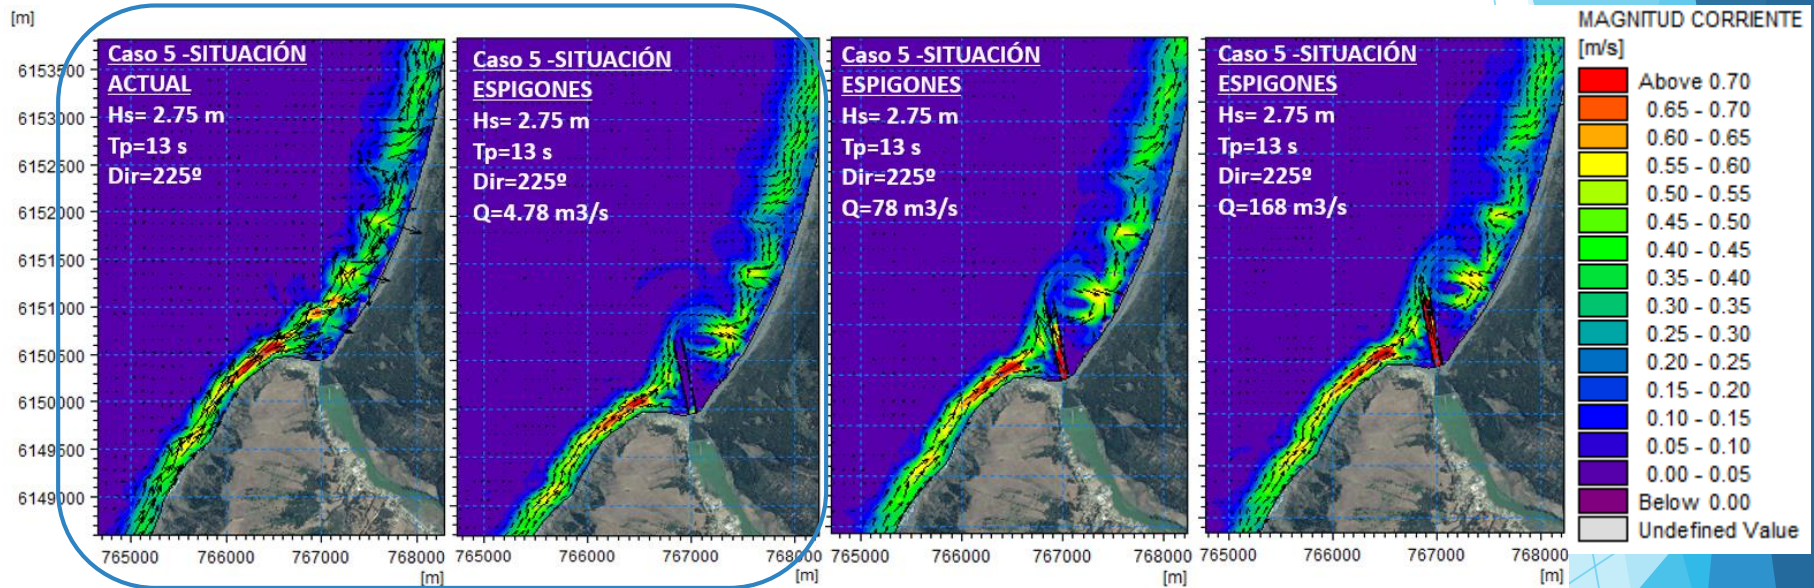 [m]
6153500
6153000
6152500
6152000
6151500
6151000
6150500
6150000
6149500
6149000
Caso 5 -SITUACIÓN
ACTUAL
Hs= 2.75 m
Tp=13 s
Dir=225º
765000 766000 767000 768000
[m]
Caso 5 -SITUACIÓN
ESPIGONES
Hs= 2.75 m
Tp=13 s
Dir=225º
Q=4.78 m3/s
765000 766000 767000 768000
[m]
Caso 5 -SITUACIÓN
ESPIGONES
Hs= 2.75 m
Tp=13 s
Dir=225º
Q=78 m3/s
765000 766000 767000 768000
[m]
Caso 5 -SITUACIÓN
ESPIGONES
Hs= 2.75 m
Tp=13 s
Dir=225º
Q=168 m3/s
765000 766000 767000 768000
[m]
MAGNITUD CORRIENTE
[m/s]
Above 0.70
0.65 - 0.70
0.60 - 0.65
0.55 - 0.60
0.50 - 0.55
0.45 - 0.50
0.40 - 0.45
0.35 - 0.40
0.30 - 0.35
0.25 - 0.30
0.20 - 0.25
0.15 - 0.20
0.10 - 0.15
0.05 - 0.10
0.00 - 0.05
Below 0.00
Undefined Value